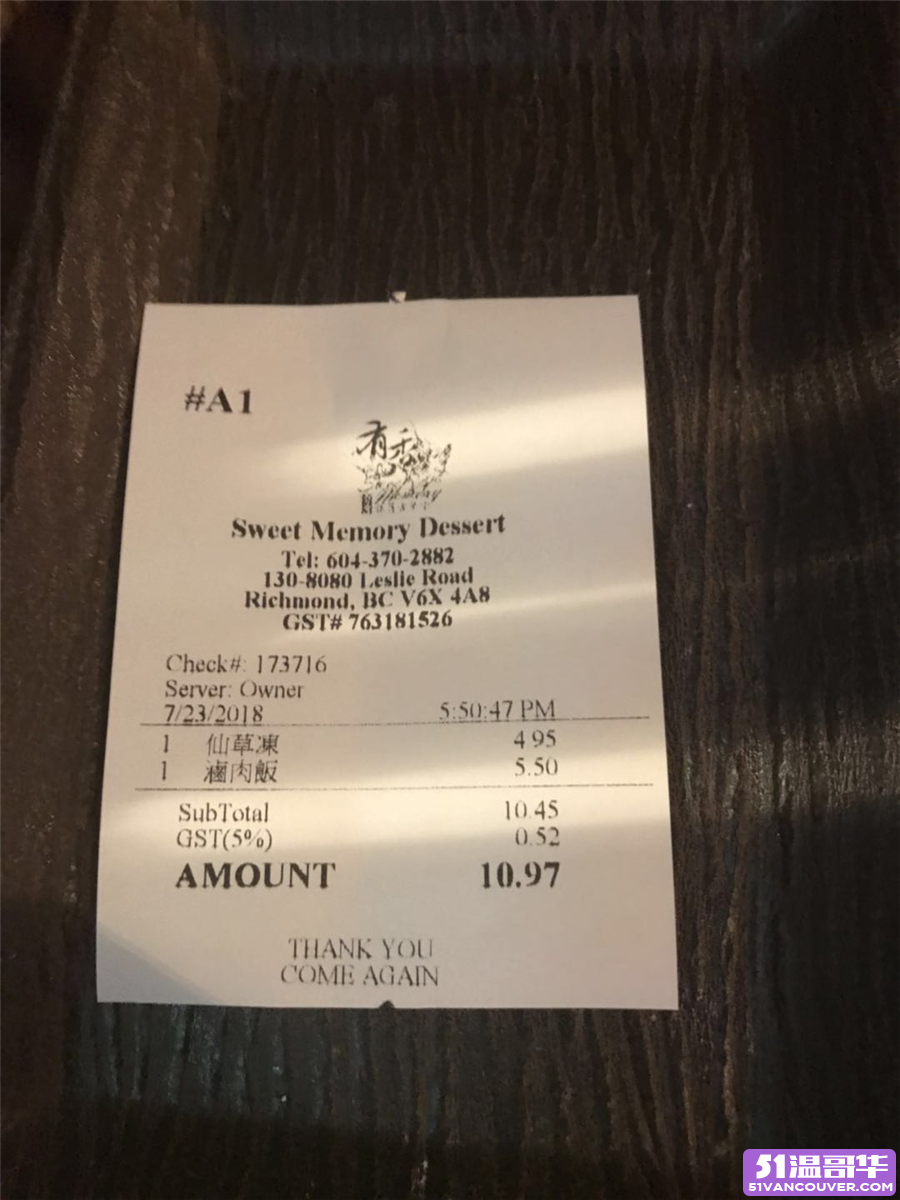 #A1
有香
Sweet Memory Dessert
Tel: 604-370-2882
130-8080 Leslie Road
Richmond, BC V6X 4A8
GST# 763181526
Check#: 173716
Server: Owner
7/23/2018 5:50:47 PM
1 仙草凍 4.95
1 滷肉飯 5.50
SubTotal 10.45
GST(5%) 0.52
AMOUNT 10.97
THANK YOU
COME AGAIN
51温哥华
51VANCOUVER.COM